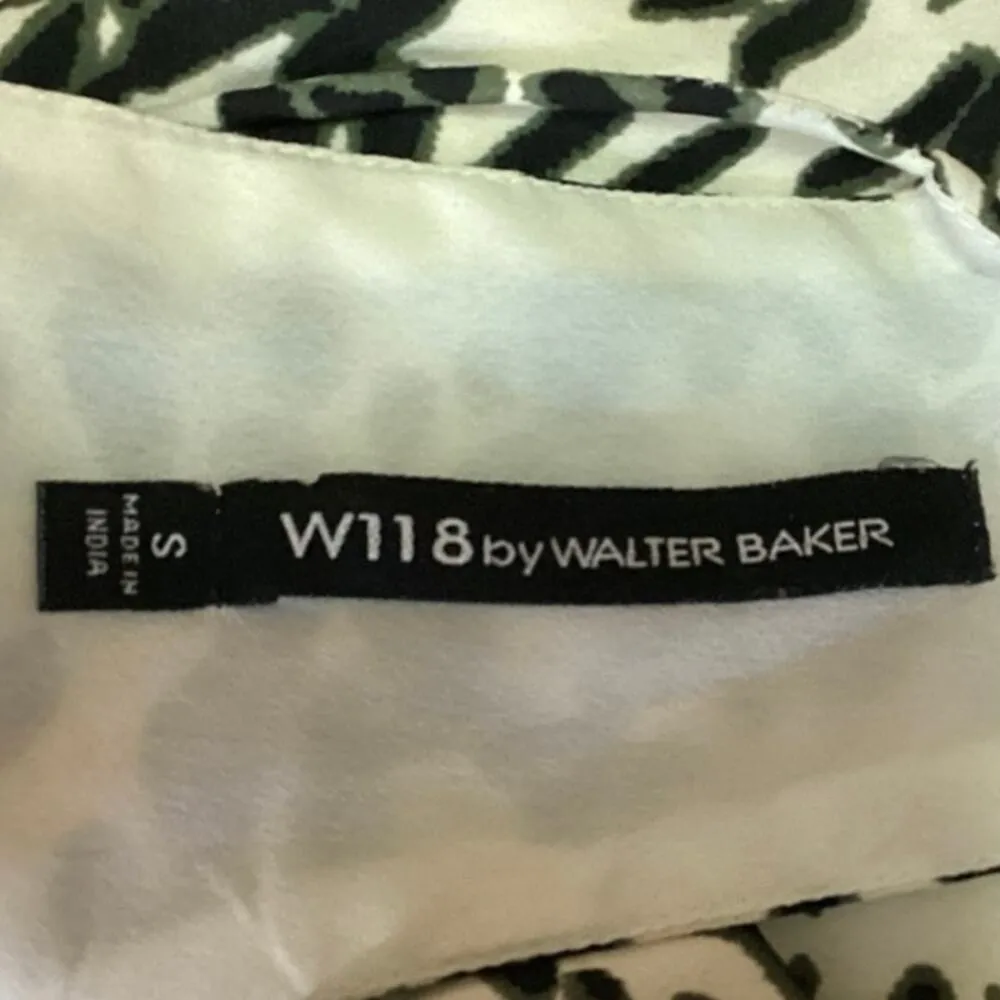 W118 by WALTER BAKER
S
MADE IN
INDIA